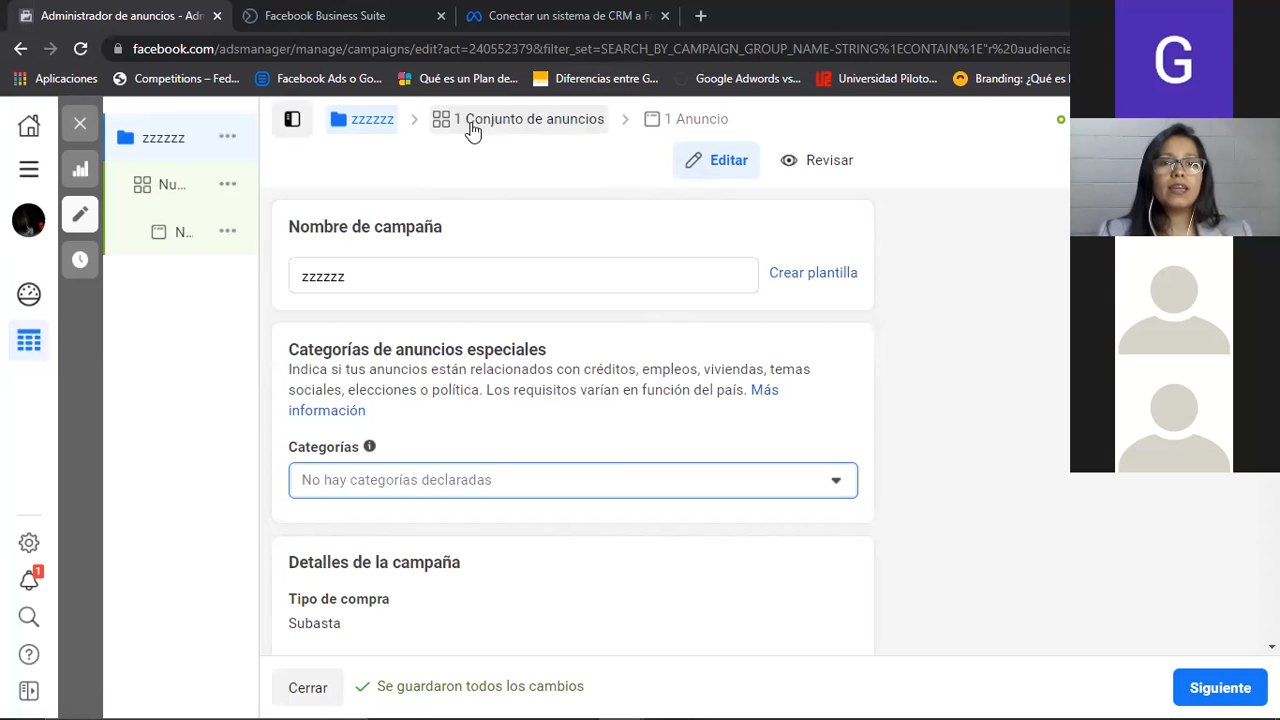 Administrador de anuncios - Ad
Facebook Business Suite
Conectar un sistema de CRM a F
facebook.com/adsmanager/manage/campaigns/edit?act=240552379&filter_set=SEARCH_BY_CAMPAIGN_GROUP_NAME-STRING%1ECONTAIN%1E"r%20audiencia
Aplicaciones
Competitions – Fed...
Facebook Ads o Go...
Qué es un Plan de...
Diferencias entre G...
Google Adwords vs...
Universidad Leonar...
Branding: ¿Qué es l
zzzzzz
1 Conjunto de anuncios
1 Anuncio
zzzzzz
Nu...
N...
Editar
Revisar
Nombre de campaña
zzzzzz
Crear plantilla
Categorías de anuncios especiales
Indica si tus anuncios están relacionados con créditos, empleos, viviendas, temas
sociales, elecciones o política. Los requisitos varían en función del país. Más
información
Categorías
No hay categorías declaradas
Detalles de la campaña
Tipo de compra
Subasta
Cerrar
Se guardaron todos los cambios
Siguiente
1
G